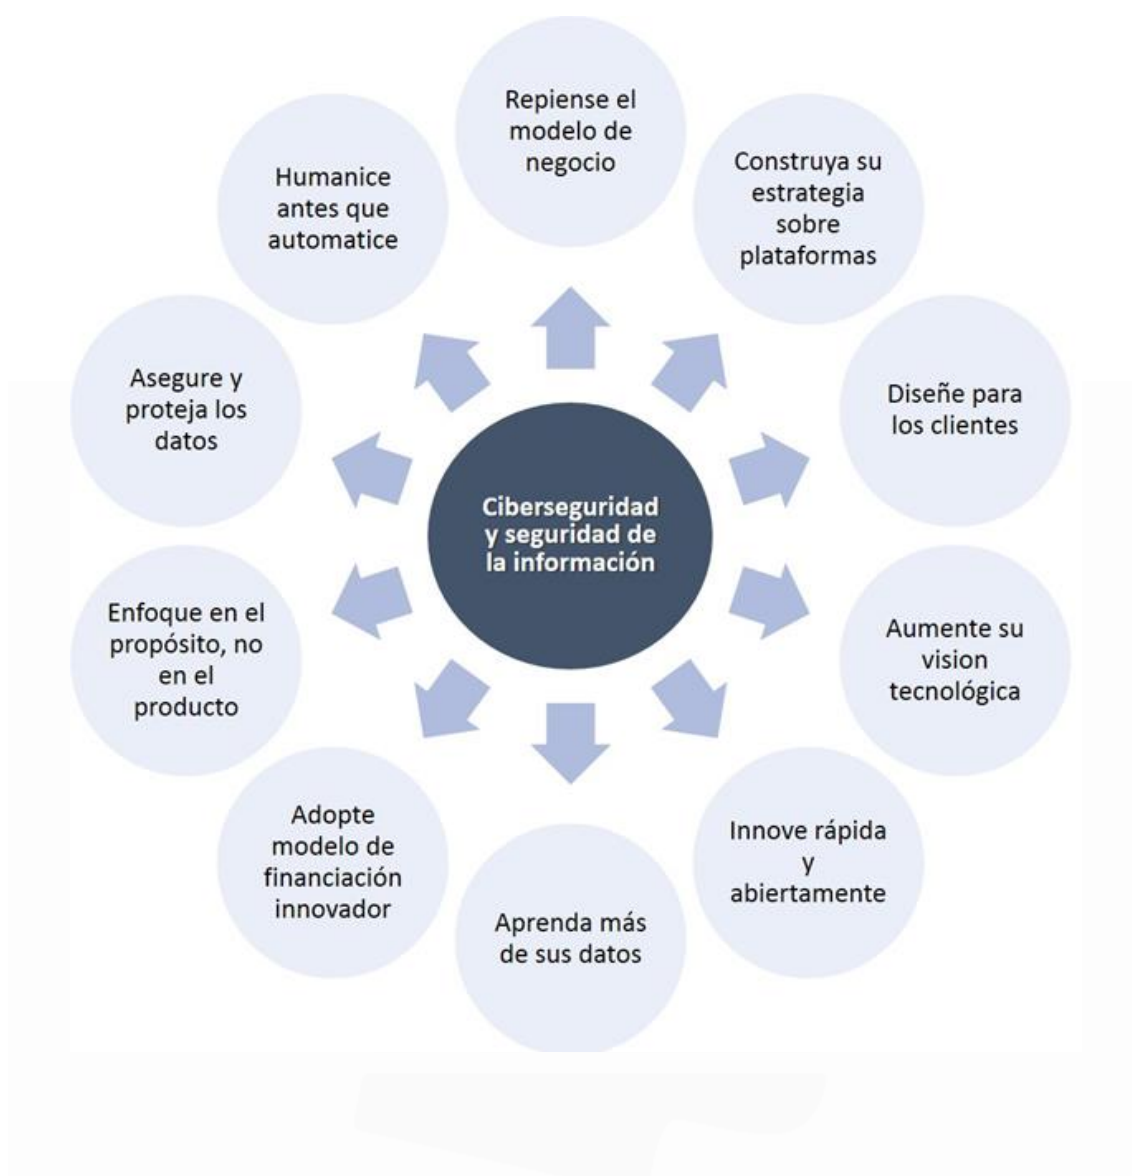 Repiense el
modelo de
negocio
Construya su
estrategia
sobre
plataformas
Diseñe para
los clientes
Aumente su
vision
tecnológica
Innove rápida
y
abiertamente
Aprenda más
de sus datos
Adopte
modelo de
financiación
innovador
Enfoque en el
propósito, no
en el
producto
Asegure y
proteja los
datos
Humanice
antes que
automatice
Ciberseguridad
y seguridad de
la información